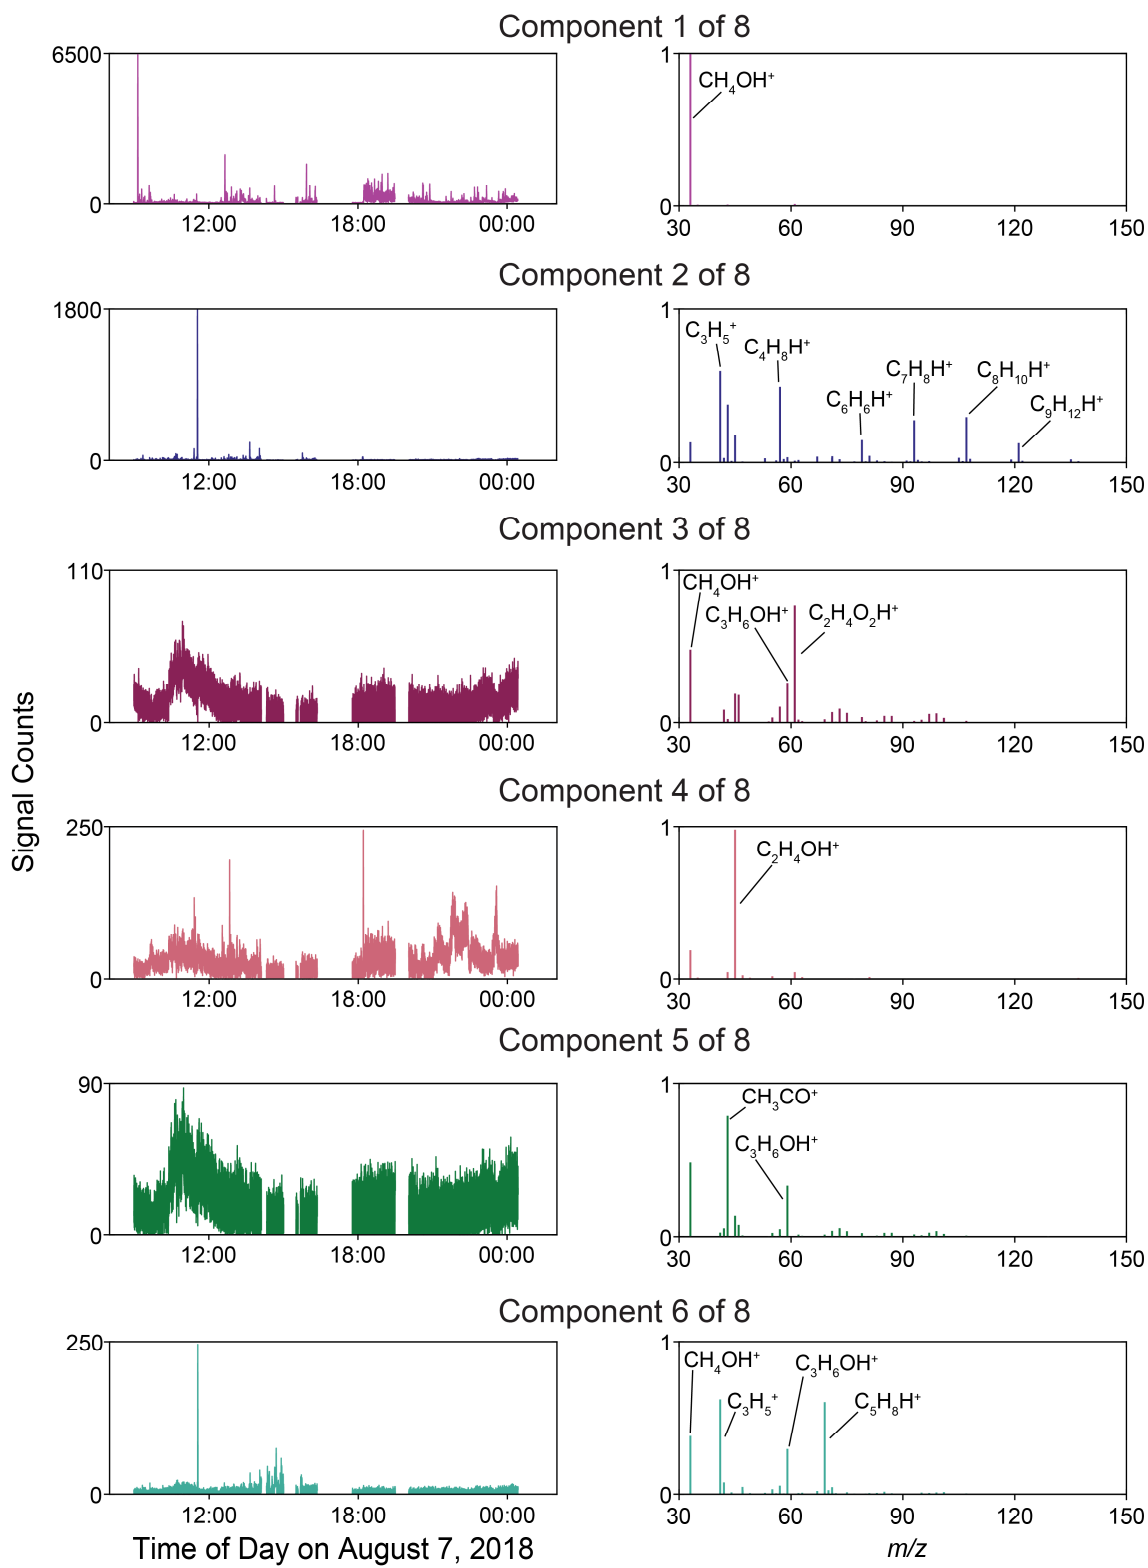 Component 1 of 8
6500
0
12:00 18:00 00:00
1
0
30 60 90 120 150
CH₄OH⁺
Component 2 of 8
1800
0
12:00 18:00 00:00
1
0
30 60 90 120 150
C₃H₅⁺
C₄H₈H⁺
C₆H₆H⁺
C₇H₈H⁺
C₈H₁₀H⁺
C₉H₁₂H⁺
Component 3 of 8
110
0
12:00 18:00 00:00
1
0
30 60 90 120 150
CH₄OH⁺
C₃H₆OH⁺
C₂H₄O₂H⁺
Signal Counts
Component 4 of 8
250
0
12:00 18:00 00:00
1
0
30 60 90 120 150
C₂H₄OH⁺
Component 5 of 8
90
0
12:00 18:00 00:00
1
0
30 60 90 120 150
CH₃CO⁺
C₃H₆OH⁺
Component 6 of 8
250
0
12:00 18:00 00:00
1
0
30 60 90 120 150
CH₄OH⁺
C₃H₅⁺
C₃H₆OH⁺
C₅H₈H⁺
Time of Day on August 7, 2018
m/z